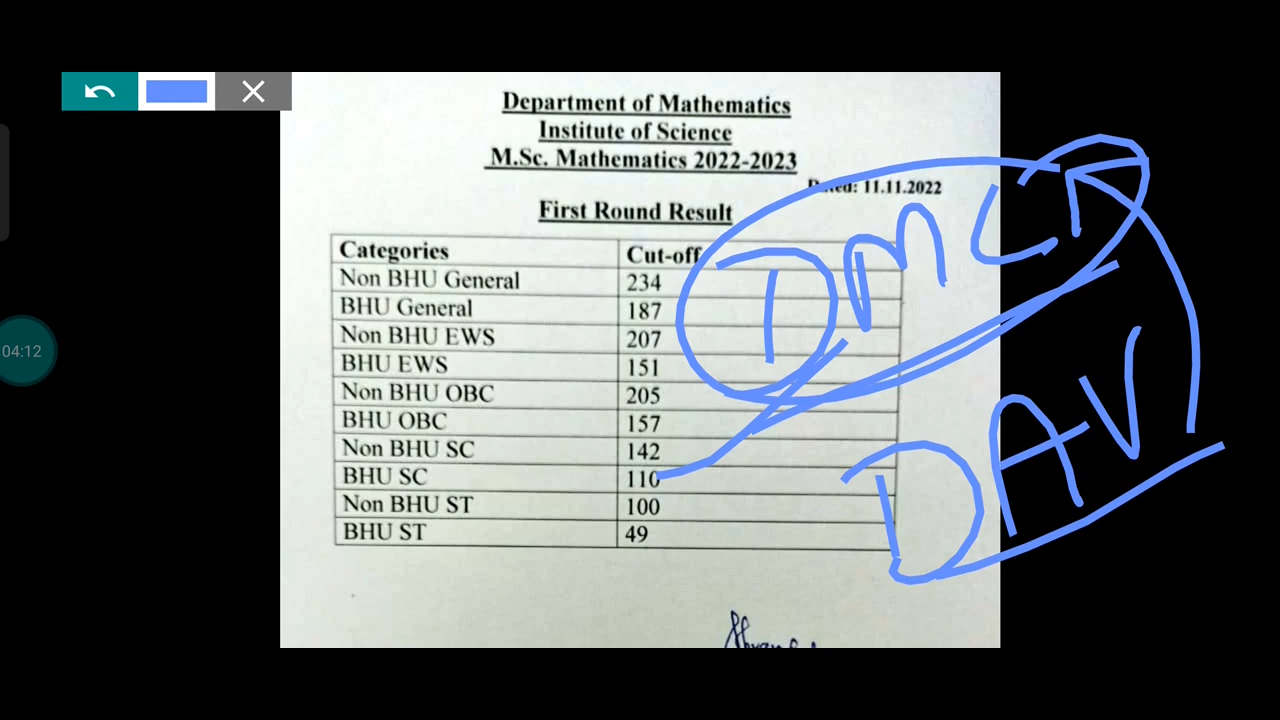 Department of Mathematics
Institute of Science
M.Sc. Mathematics 2022-2023
Dated: 11.11.2022
First Round Result
Categories Cut-off
Non BHU General 234
BHU General 187
Non BHU EWS 207
BHU EWS 151
Non BHU OBC 205
BHU OBC 157
Non BHU SC 142
BHU SC 110
Non BHU ST 100
BHU ST 49
DAV
04:12